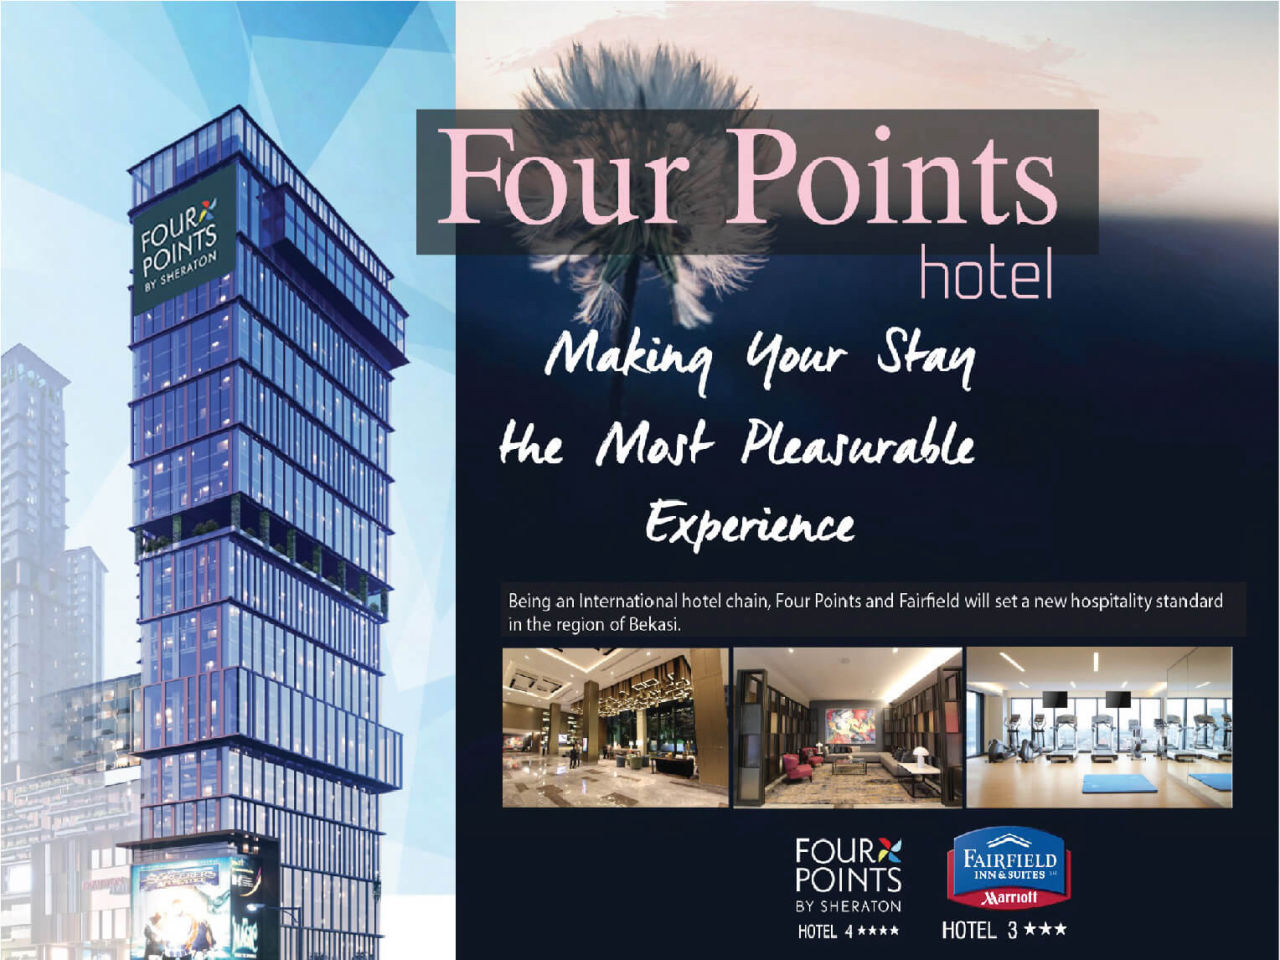 FOUR
POINTS
BY SHERATON
Four Points
hotel
Making Your Stay
the Most Pleasurable
Experience
Being an International hotel chain, Four Points and Fairfield will set a new hospitality standard
in the region of Bekasi.
FOUR
POINTS
BY SHERATON
HOTEL 4 ★★★★
FAIRFIELD
INN & SUITES
Marriott
HOTEL 3 ★★★